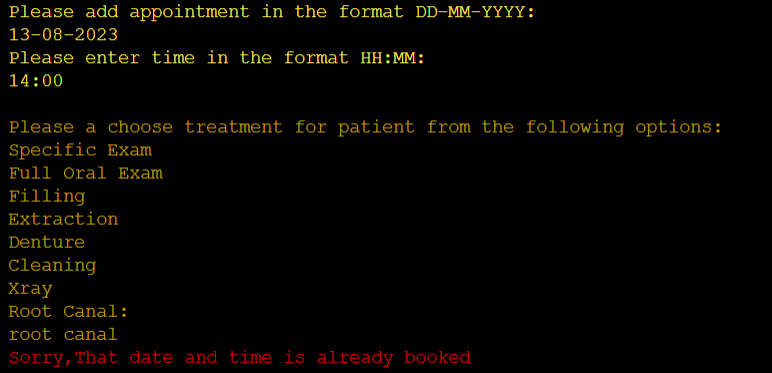 Please add appointment in the format DD-MM-YYYY:
13-08-2023
Please enter time in the format HH:MM:
14:00
Please a choose treatment for patient from the following options:
Specific Exam
Full Oral Exam
Filling
Extraction
Denture
Cleaning
Xray
Root Canal:
root canal
Sorry,That date and time is already booked